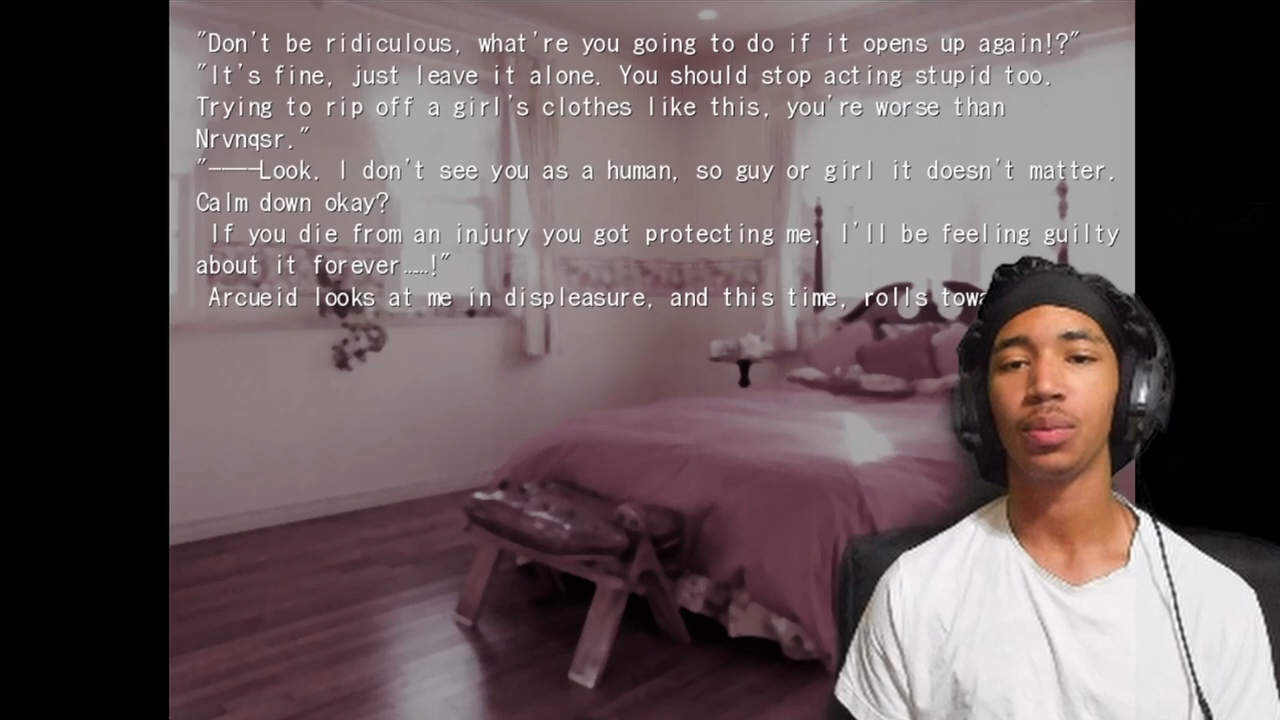 "Don't be ridiculous, what're you going to do if it opens up again!?"
"It's fine, just leave it alone. You should stop acting stupid too.
Trying to rip off a girl's clothes like this, you're worse than
Nrvnqsr."
"───Look. I don't see you as a human, so guy or girl it doesn't matter.
Calm down okay?
If you die from an injury you got protecting me, I'll be feeling guilty
about it forever……!"
Arcueid looks at me in displeasure, and this time, rolls